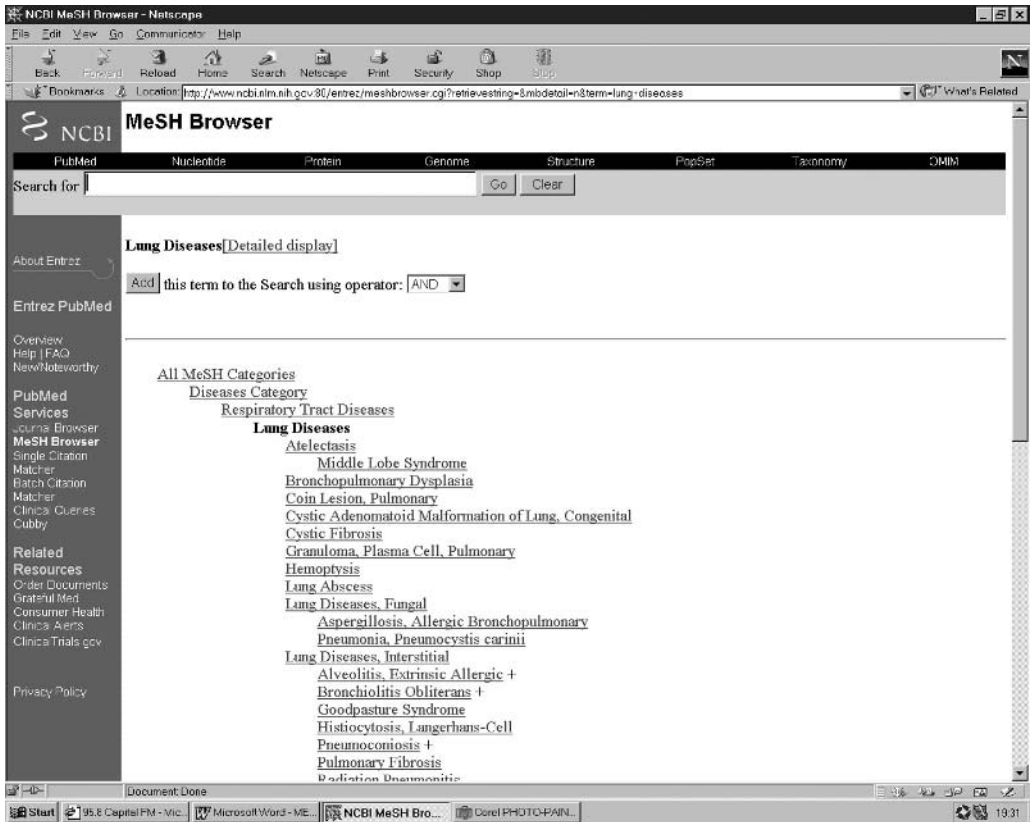 NCBI MeSH Browser - Netscape
File Edit View Go Communicator Help
Back Forward Reload Home Search Netscape Print Security Shop Stop
N
Bookmarks Location: http://www.ncbi.nlm.nih.gov:80/entrez/meshbrowser.cgi?retrievestring=&mbdetail=n&term=lung+diseases What's Related
NCBI MeSH Browser
PubMed Nucleotide Protein Genome Structure PopSet Taxonomy OMIM
Search for Go Clear
Lung Diseases[Detailed display]
About Entrez
Add this term to the Search using operator: AND
Entrez PubMed
Overview
Help | FAQ
New/Noteworthy
PubMed
Services
Journal Browser
MeSH Browser
Single Citation
Matcher
Batch Citation
Matcher
Clinical Queries
Cubby
Related
Resources
Order Documents
Grateful Med
Consumer Health
Clinical Alerts
ClinicalTrials.gov
Privacy Policy
All MeSH Categories
Diseases Category
Respiratory Tract Diseases
Lung Diseases
Atelectasis
Middle Lobe Syndrome
Bronchopulmonary Dysplasia
Coin Lesion, Pulmonary
Cystic Adenomatoid Malformation of Lung, Congenital
Cystic Fibrosis
Granuloma, Plasma Cell, Pulmonary
Hemoptysis
Lung Abscess
Lung Diseases, Fungal
Aspergillosis, Allergic Bronchopulmonary
Pneumonia, Pneumocystis carinii
Lung Diseases, Interstitial
Alveolitis, Extrinsic Allergic +
Bronchiolitis Obliterans +
Goodpasture Syndrome
Histiocytosis, Langerhans-Cell
Pneumoconiosis +
Pulmonary Fibrosis
Radiation Pneumonitis
Document: Done
Start 95.8 Capital FM - Vic... Microsoft Word - ME... NCBI MeSH Bro... Corel PHOTO-PAIN... 19:31